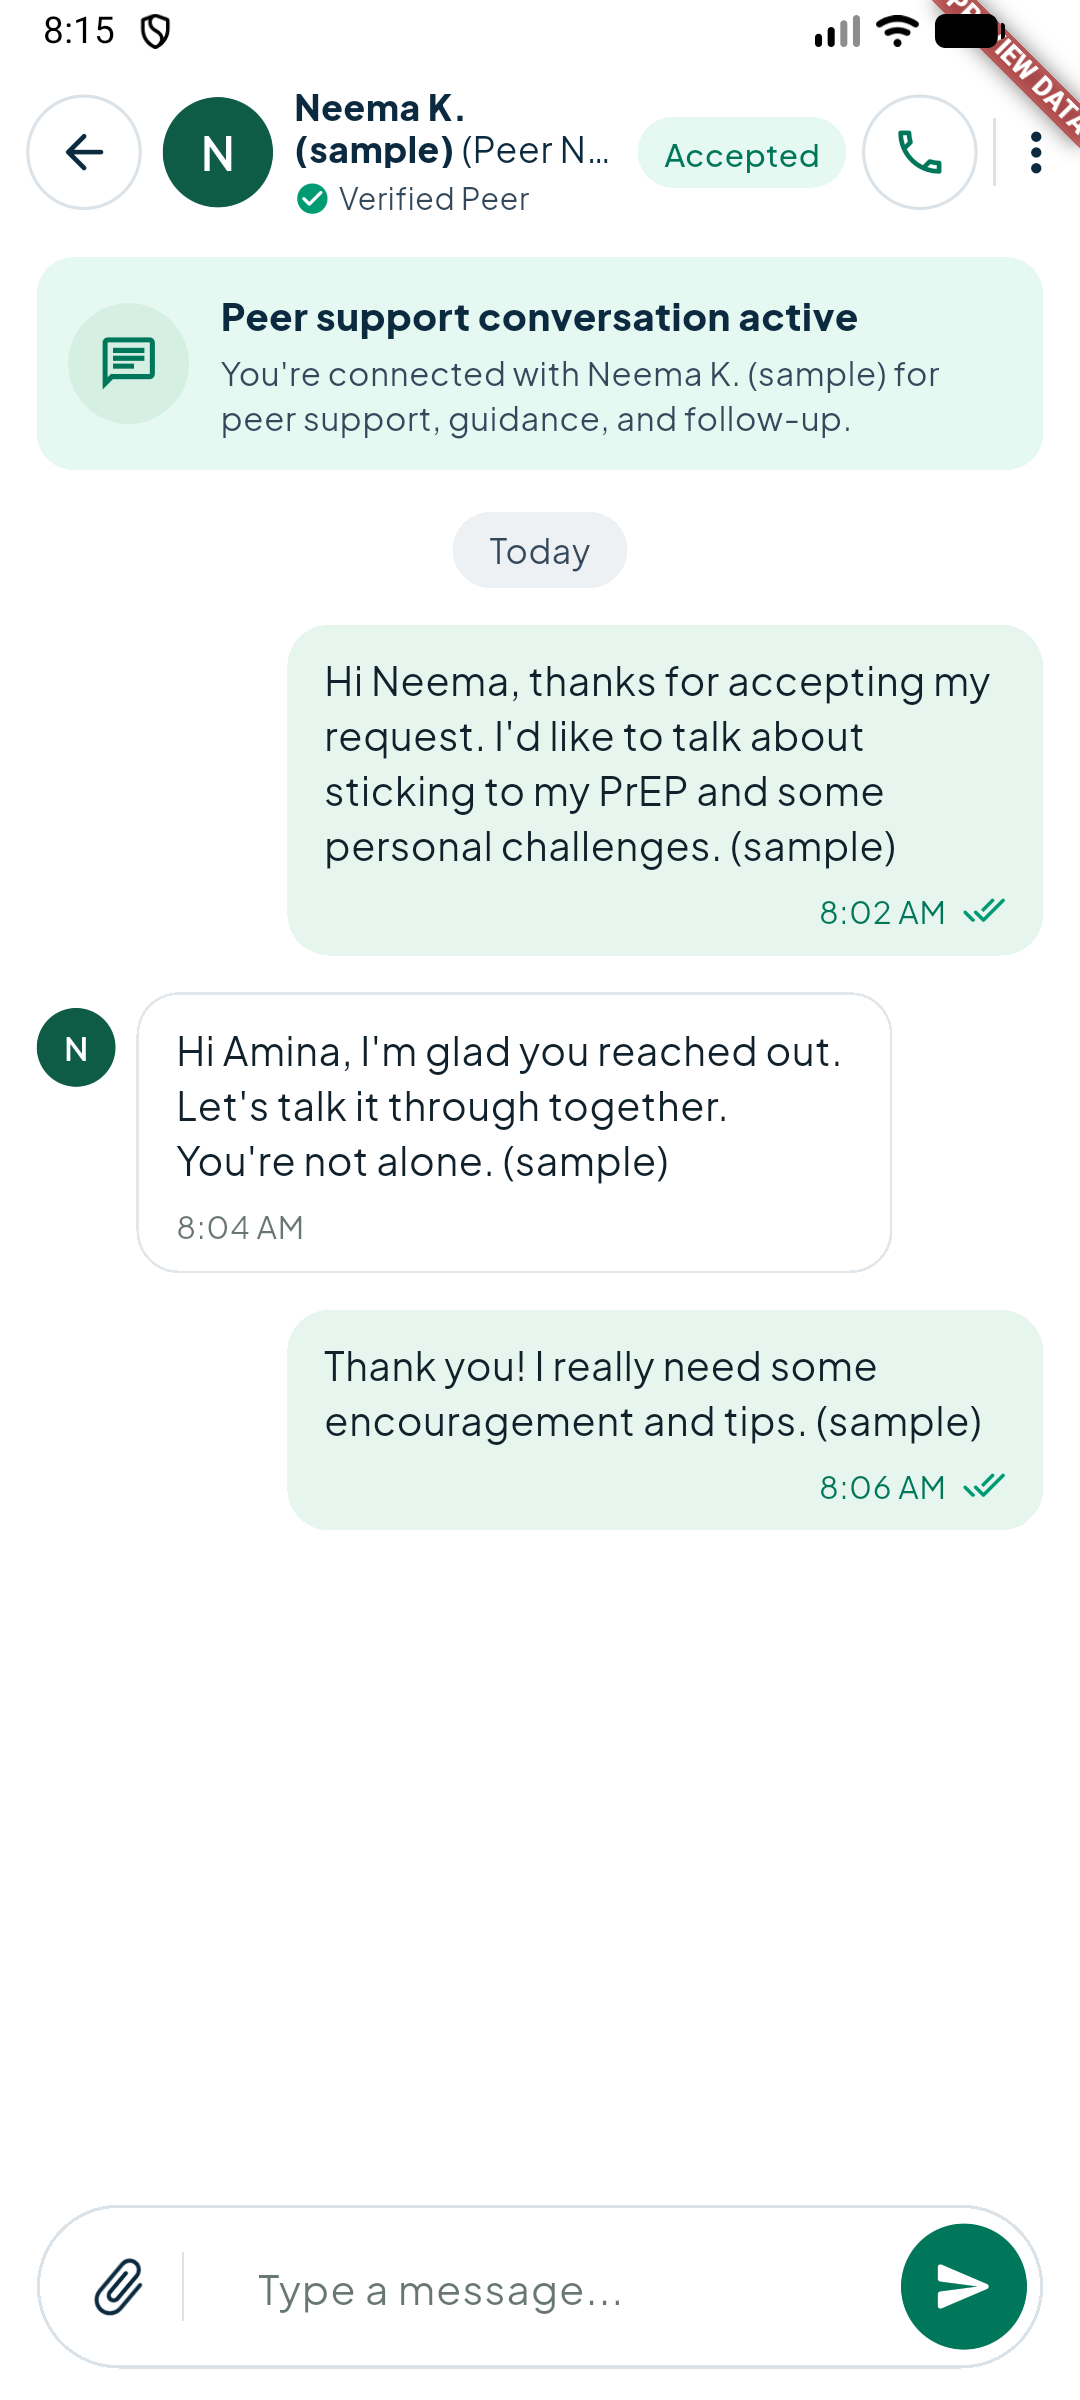 8:15
Neema K.
(sample) (Peer N...
Verified Peer
Accepted
N
Peer support conversation active
You're connected with Neema K. (sample) for
peer support, guidance, and follow-up.
Today
Hi Neema, thanks for accepting my
request. I'd like to talk about
sticking to my PrEP and some
personal challenges. (sample)
8:02 AM
N
Hi Amina, I'm glad you reached out.
Let's talk it through together.
You're not alone. (sample)
8:04 AM
Thank you! I really need some
encouragement and tips. (sample)
8:06 AM
Type a message...